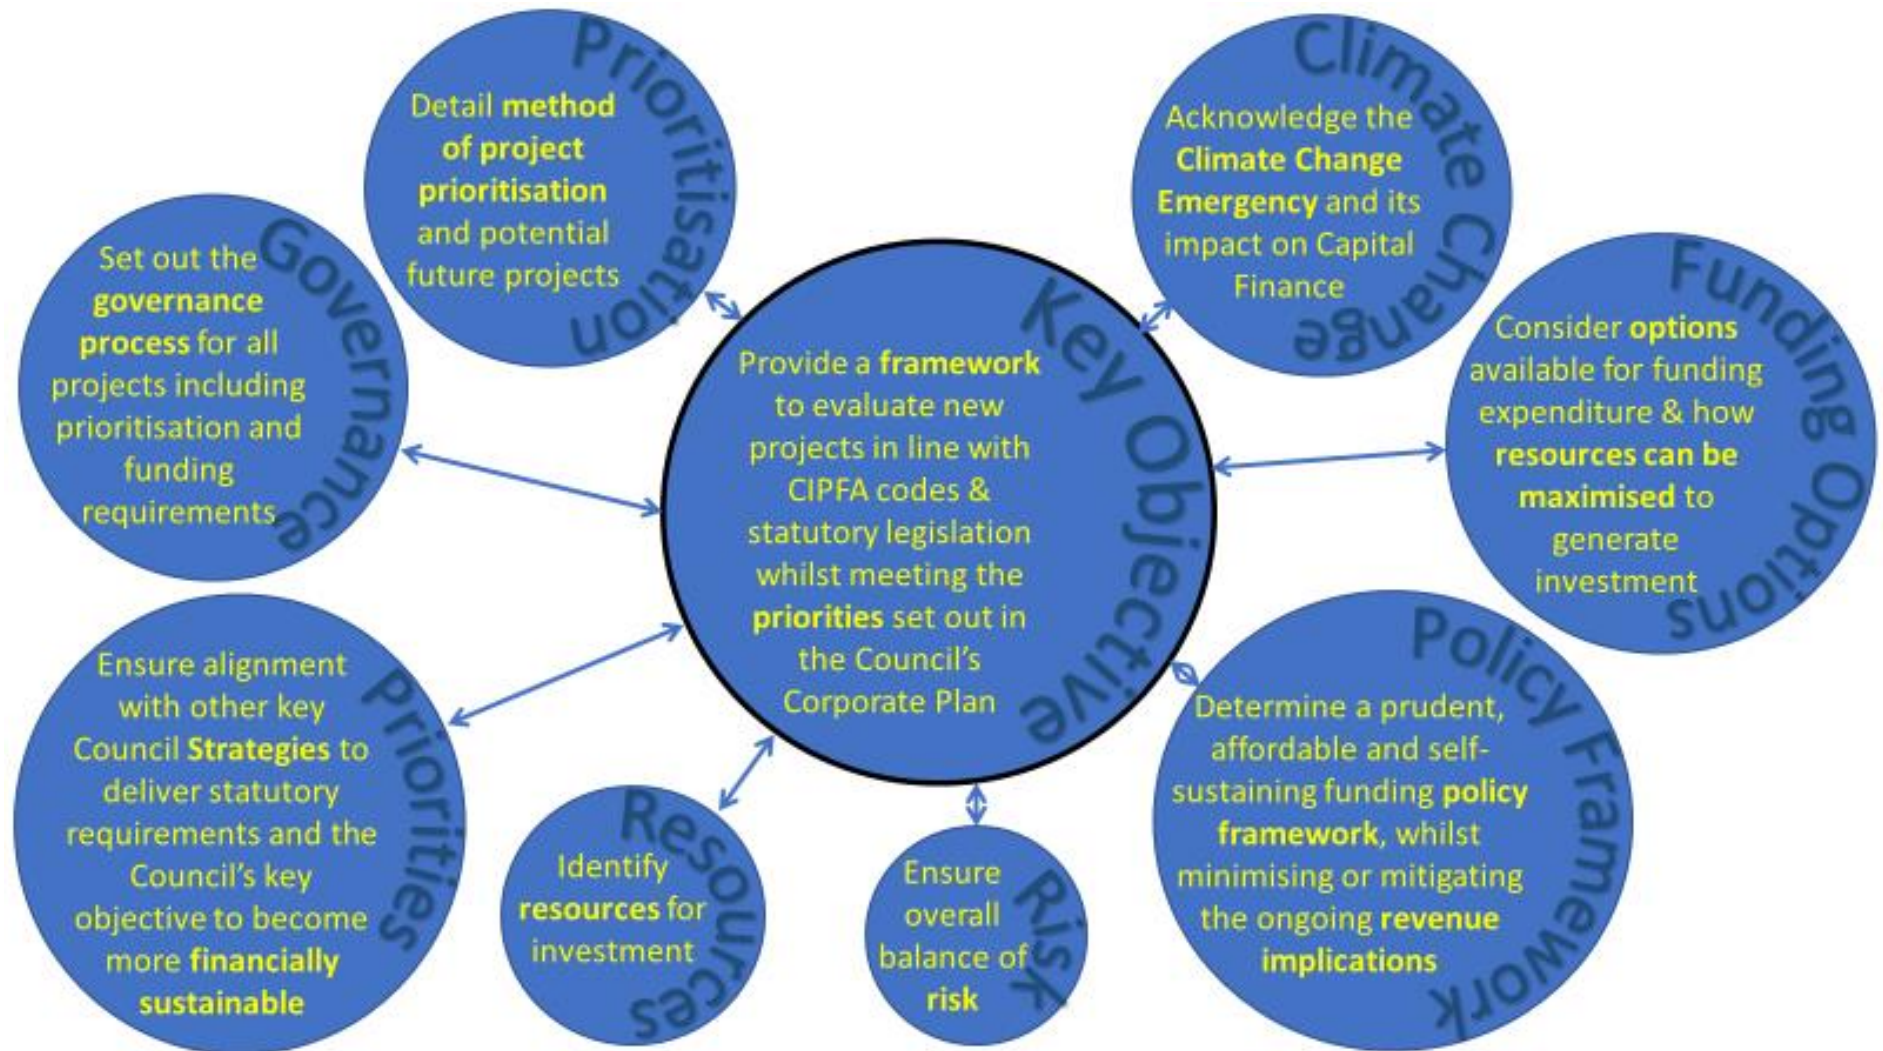 Prioritisation
Detail method
of project
prioritisation
and potential
future projects
Climate Change
Acknowledge the
Climate Change
Emergency and its
impact on Capital
Finance
Governance
Set out the
governance
process for all
projects including
prioritisation and
funding
requirements
Key Objective
Provide a framework
to evaluate new
projects in line with
CIPFA codes &
statutory legislation
whilst meeting the
priorities set out in
the Council's
Corporate Plan
Funding Options
Consider options
available for funding
expenditure & how
resources can be
maximised to
generate
investment
Priorities
Ensure alignment
with other key
Council Strategies to
deliver statutory
requirements and the
Council's key
objective to become
more financially
sustainable
Resources
Identify
resources for
investment
Risk
Ensure
overall
balance of
risk
Policy Framework
Determine a prudent,
affordable and self-
sustaining funding policy
framework, whilst
minimising or mitigating
the ongoing revenue
implications